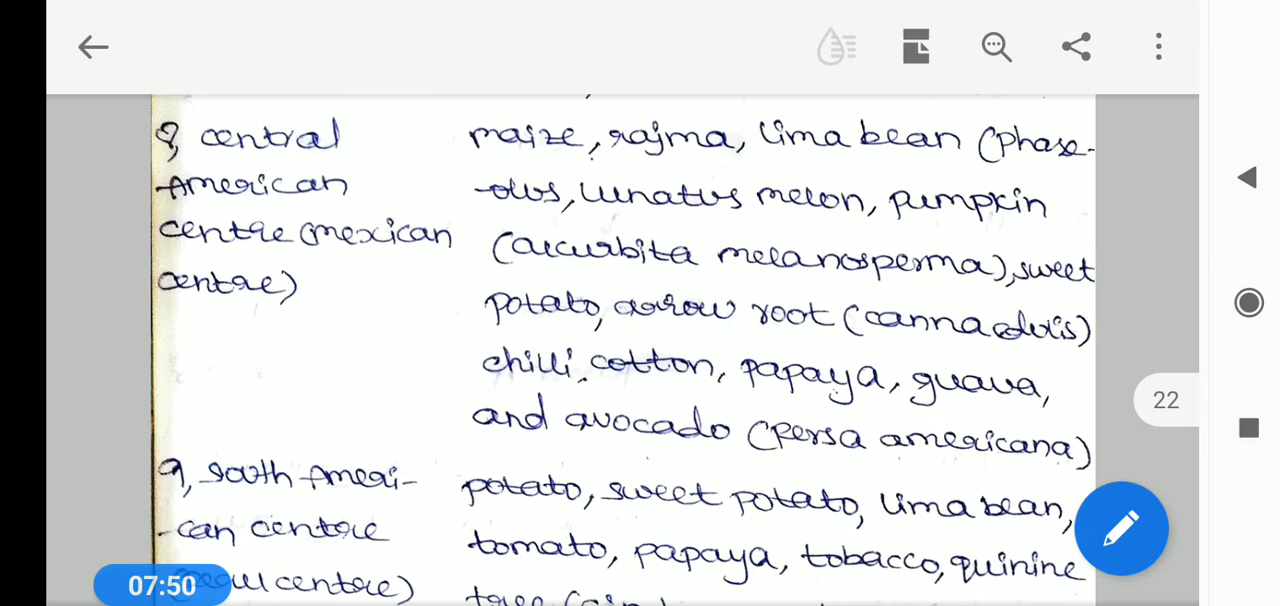 8, central maize, rajma, lima bean (phase-
American -olus, lunatus melon, pumpkin
centre (mexican (cucurbita melanosperma), sweet
centre) potato, arrow root (canna edulis)
chilli, cotton, papaya, guava,
and avocado (persa americana)
9, south Ameri- potato, sweet potato, lima bean,
-can centre tomato, papaya, tobacco, quinine
centre)
22
07:50